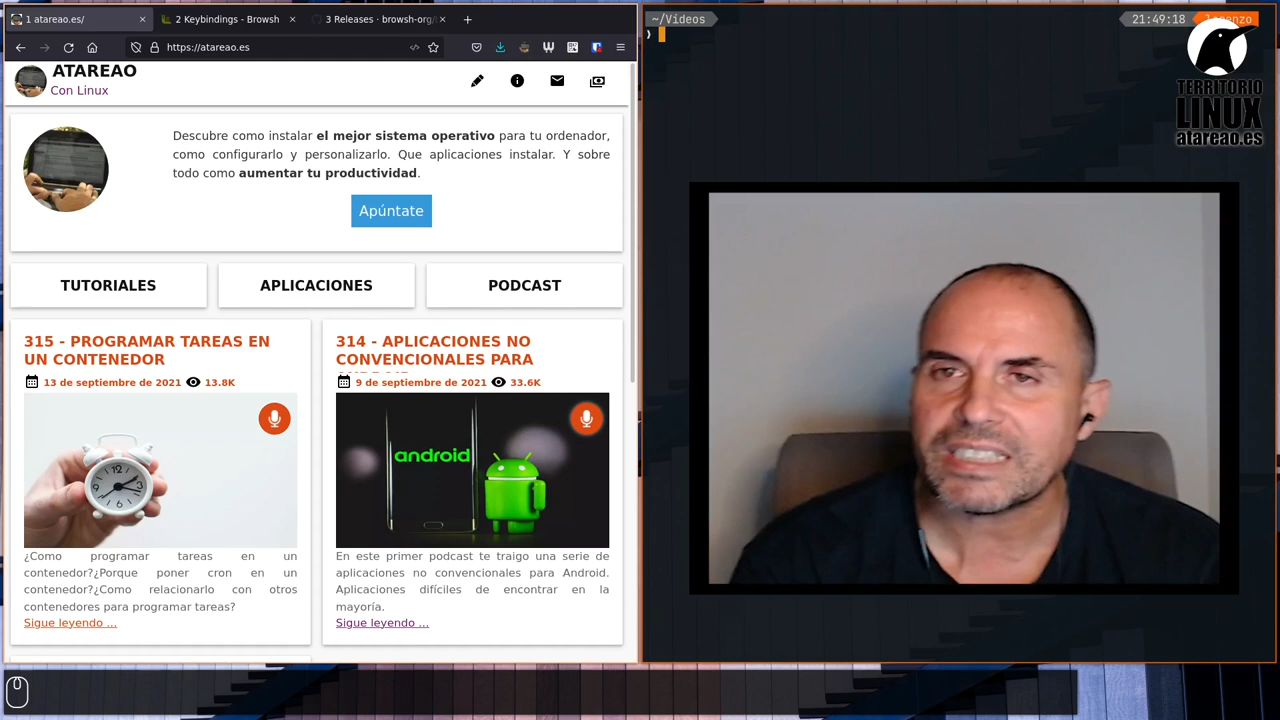 1 atareao.es/
2 Keybindings - Browsh
3 Releases · browsh-org/
https://atareao.es
ATAREAO
Con Linux
Descubre como instalar el mejor sistema operativo para tu ordenador,
como configurarlo y personalizarlo. Que aplicaciones instalar. Y sobre
todo como aumentar tu productividad.
Apúntate
TUTORIALES
APLICACIONES
PODCAST
315 - PROGRAMAR TAREAS EN
UN CONTENEDOR
13 de septiembre de 2021 13.8K
¿Como programar tareas en un
contenedor?¿Porque poner cron en un
contenedor?¿Como relacionarlo con otros
contenedores para programar tareas?
Sigue leyendo ...
314 - APLICACIONES NO
CONVENCIONALES PARA
9 de septiembre de 2021 33.6K
android
En este primer podcast te traigo una serie de
aplicaciones no convencionales para Android.
Aplicaciones difíciles de encontrar en la
mayoría.
Sigue leyendo ...
~/Videos
21:49:18
TERRITORIO
LINUX
atareao.es